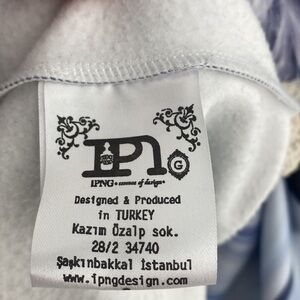 IPNG
G
IPNG • essence of design •
Designed & Produced
in TURKEY
Kazım Özalp sok.
28/2 34740
Şaşkınbakkal İstanbul
www.ipngdesign.com